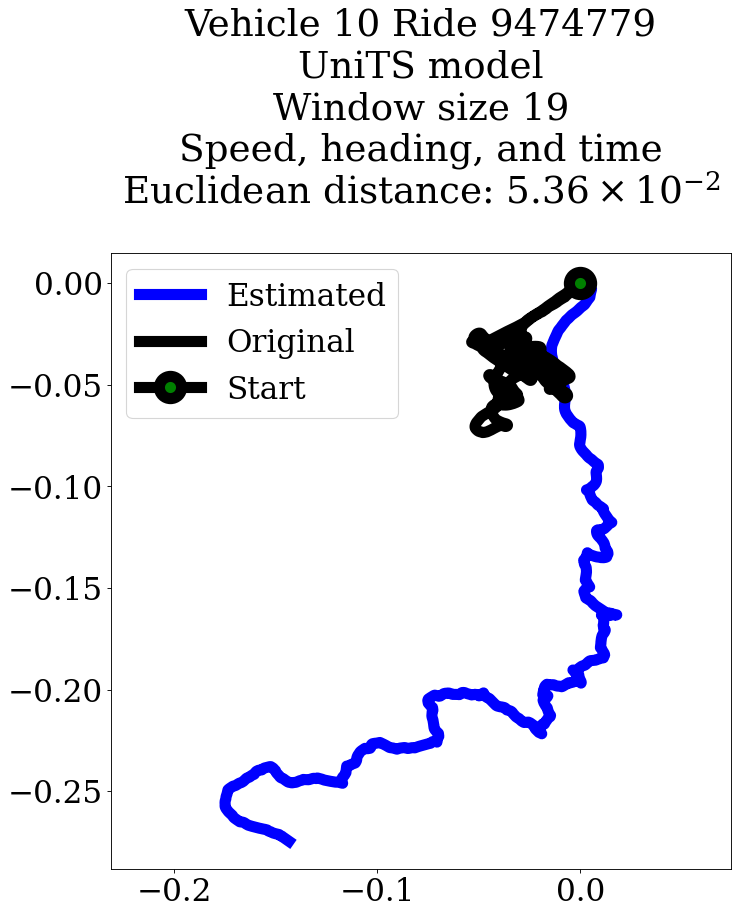 Vehicle 10 Ride 9474779
UniTS model
Window size 19
Speed, heading, and time
Euclidean distance: 5.36 × 10⁻²
Estimated
Original
Start
0.00
−0.05
−0.10
−0.15
−0.20
−0.25
−0.2
−0.1
0.0